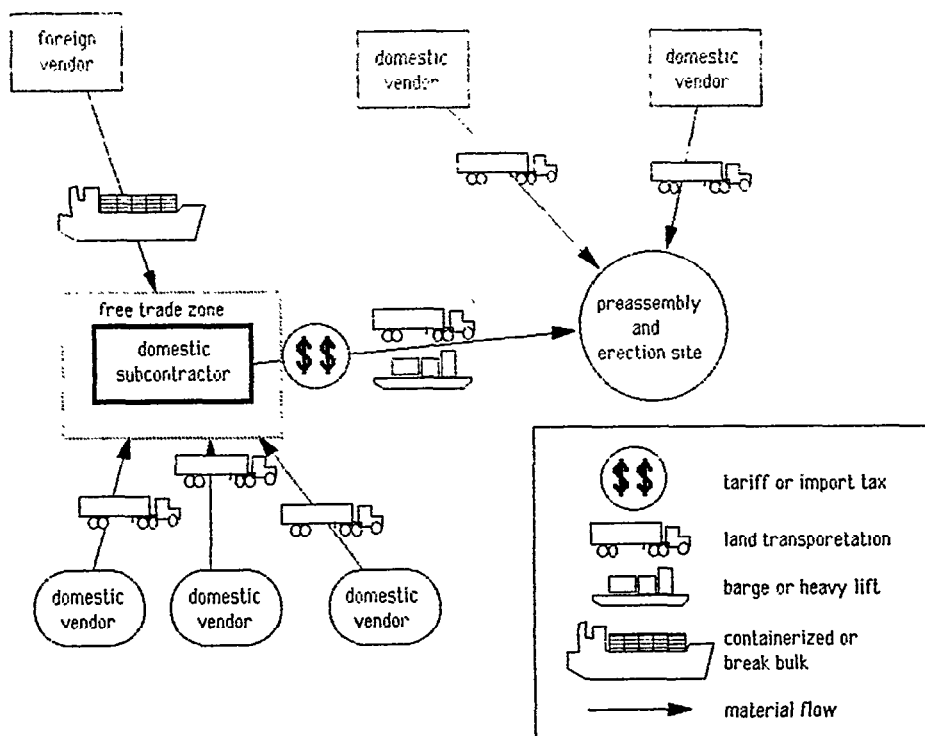 foreign
vendor
domestic
vendor
domestic
vendor
free trade zone
domestic
subcontractor
$$
preassembly
and
erection site
domestic
vendor
domestic
vendor
domestic
vendor
$$
tariff or import tax
land transporetation
barge or heavy lift
containerized or
break bulk
material flow